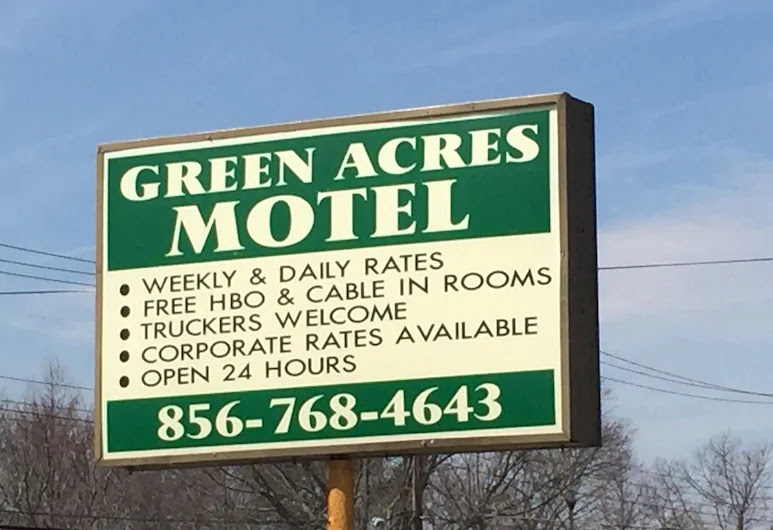 GREEN ACRES
MOTEL
• WEEKLY & DAILY RATES
• FREE HBO & CABLE IN ROOMS
• TRUCKERS WELCOME
• CORPORATE RATES AVAILABLE
• OPEN 24 HOURS
856-768-4643